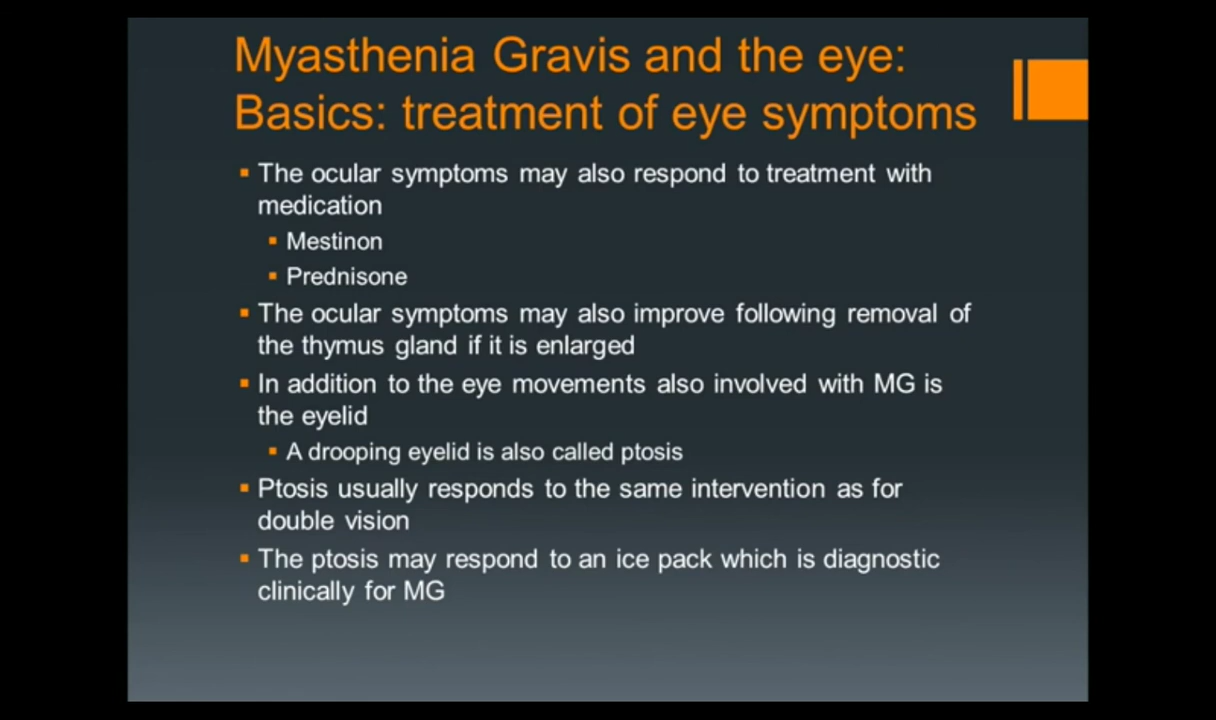 Myasthenia Gravis and the eye:
Basics: treatment of eye symptoms
The ocular symptoms may also respond to treatment with
medication
Mestinon
Prednisone
The ocular symptoms may also improve following removal of
the thymus gland if it is enlarged
In addition to the eye movements also involved with MG is
the eyelid
A drooping eyelid is also called ptosis
Ptosis usually responds to the same intervention as for
double vision
The ptosis may respond to an ice pack which is diagnostic
clinically for MG